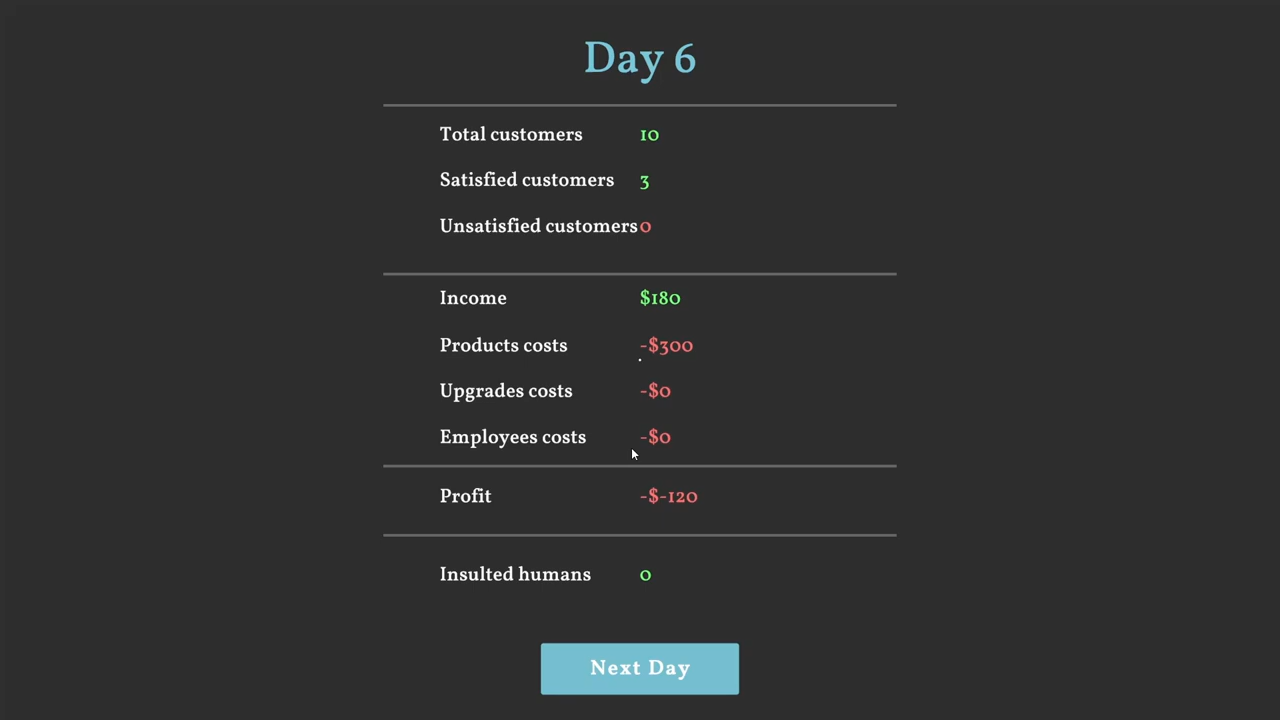 Day 6
Total customers 10
Satisfied customers 3
Unsatisfied customers 0
Income $180
Products costs -$300
Upgrades costs -$0
Employees costs -$0
Profit -$-120
Insulted humans 0
Next Day